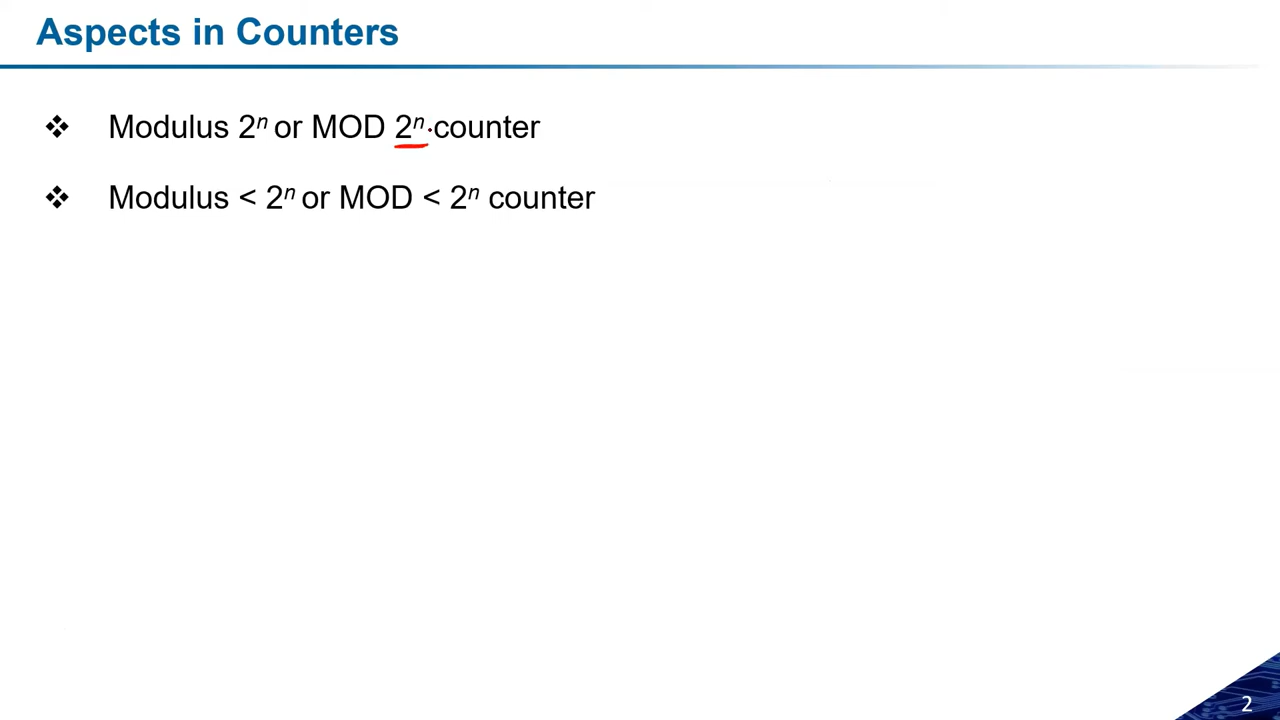 Aspects in Counters
❖ Modulus 2ⁿ or MOD 2ⁿ counter
❖ Modulus < 2ⁿ or MOD < 2ⁿ counter
2